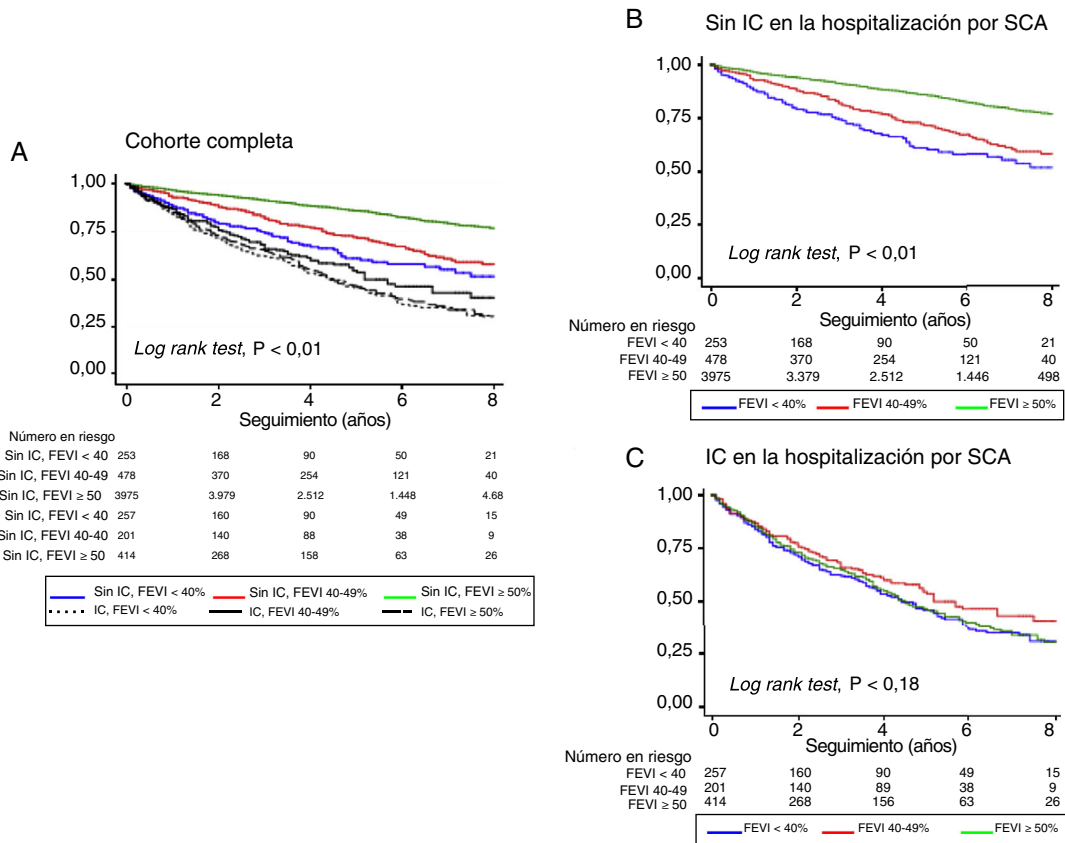 A
Cohorte completa
1,00
0,75
0,50
0,25
0,00
Log rank test, P < 0,01
0 2 4 6 8
Seguimiento (años)
Número en riesgo
Sin IC, FEVI < 40 253 168 90 50 21
Sin IC, FEVI 40-49 478 370 254 121 40
Sin IC, FEVI ≥ 50 3975 3.979 2.512 1.448 4.68
Sin IC, FEVI < 40 257 160 90 49 15
Sin IC, FEVI 40-40 201 140 88 38 9
Sin IC, FEVI ≥ 50 414 268 158 63 26
Sin IC, FEVI < 40% Sin IC, FEVI 40-49% Sin IC, FEVI ≥ 50%
IC, FEVI < 40% IC, FEVI 40-49% IC, FEVI ≥ 50%
B
Sin IC en la hospitalización por SCA
1,00
0,75
0,50
0,25
0,00
Log rank test, P < 0,01
0 2 4 6 8
Seguimiento (años)
Número en riesgo
FEVI < 40 253 168 90 50 21
FEVI 40-49 478 370 254 121 40
FEVI ≥ 50 3975 3.379 2.512 1.446 498
FEVI < 40% FEVI 40-49% FEVI ≥ 50%
C
IC en la hospitalización por SCA
1,00
0,75
0,50
0,25
0,00
Log rank test, P < 0,18
0 2 4 6 8
Seguimiento (años)
Número en riesgo
FEVI < 40 257 160 90 49 15
FEVI 40-49 201 140 89 38 9
FEVI ≥ 50 414 268 156 63 26
FEVI < 40% FEVI 40-49% FEVI ≥ 50%